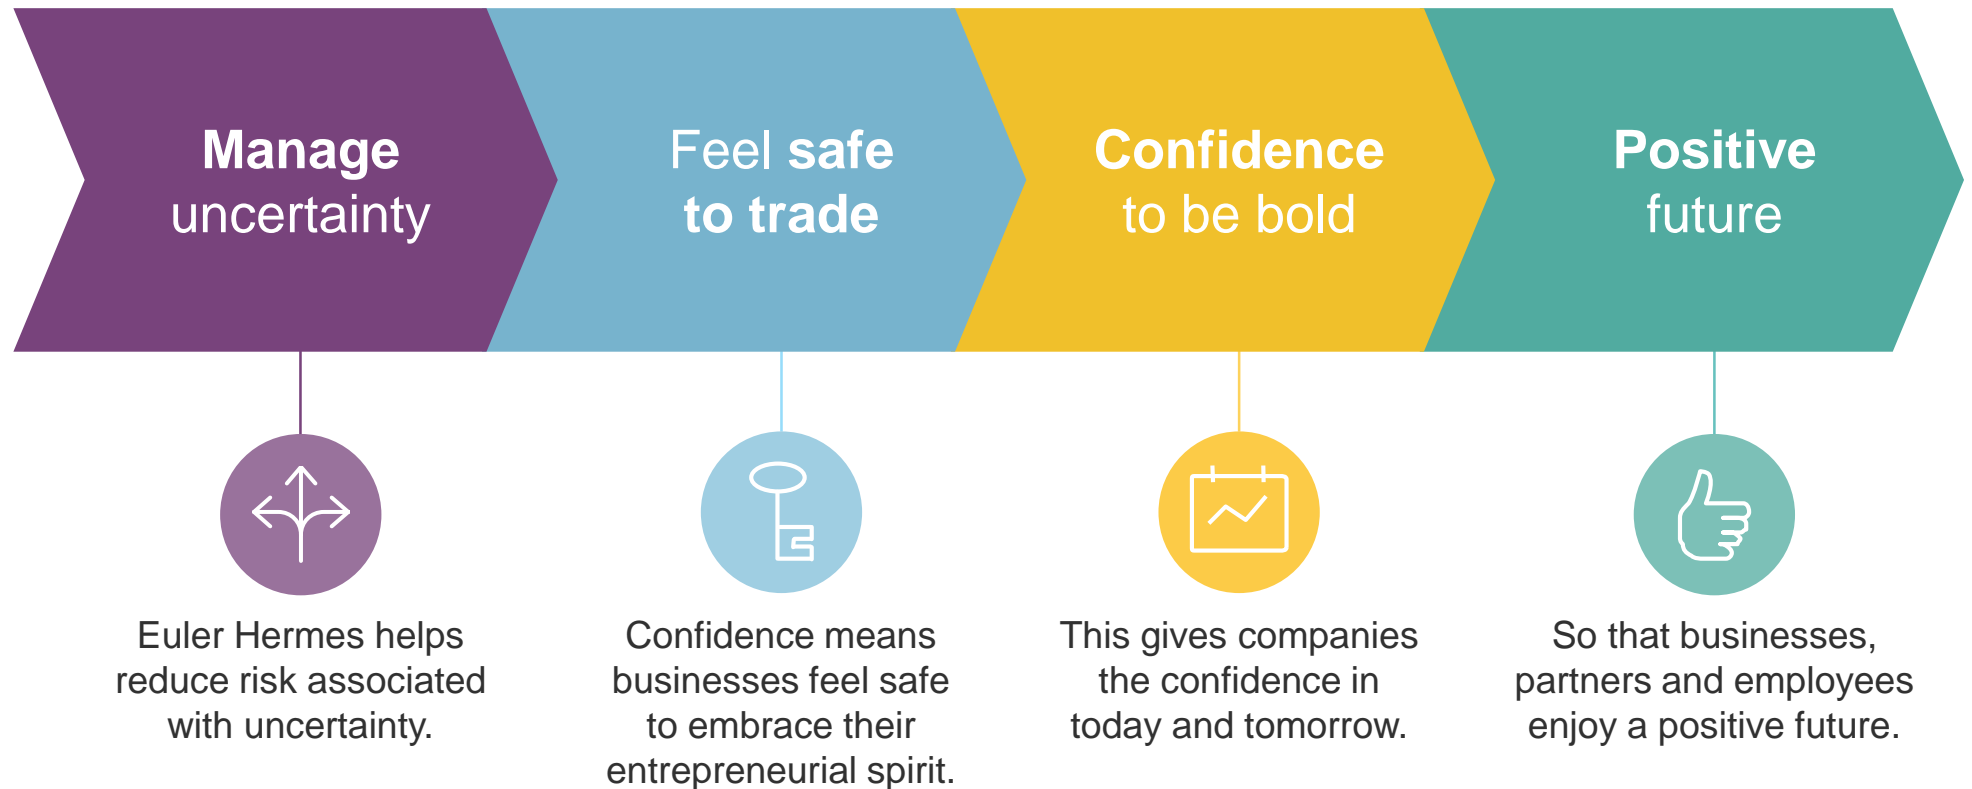 Manage
uncertainty
Feel safe
to trade
Confidence
to be bold
Positive
future
Euler Hermes helps
reduce risk associated
with uncertainty.
Confidence means
businesses feel safe
to embrace their
entrepreneurial spirit.
This gives companies
the confidence in
today and tomorrow.
So that businesses,
partners and employees
enjoy a positive future.